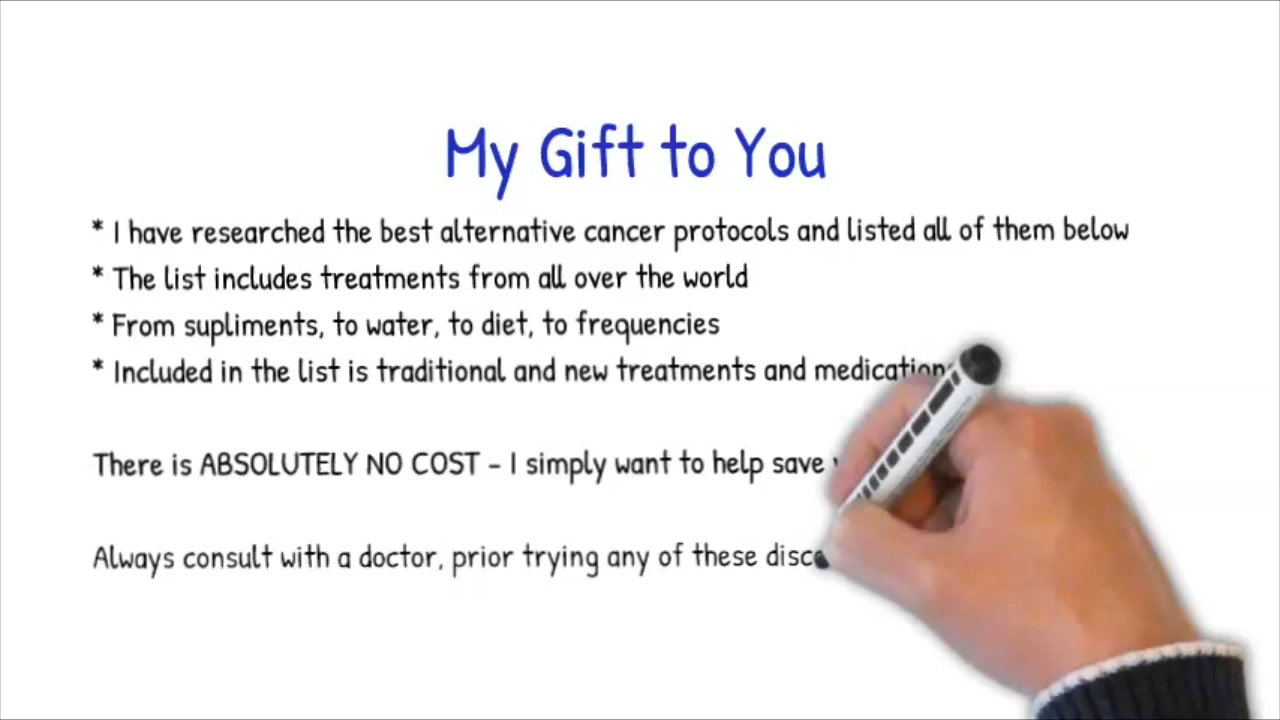 My Gift to You
* I have researched the best alternative cancer protocols and listed all of them below
* The list includes treatments from all over the world
* From supliments, to water, to diet, to frequencies
* Included in the list is traditional and new treatments and medication
There is ABSOLUTELY NO COST - I simply want to help save
Always consult with a doctor, prior trying any of these